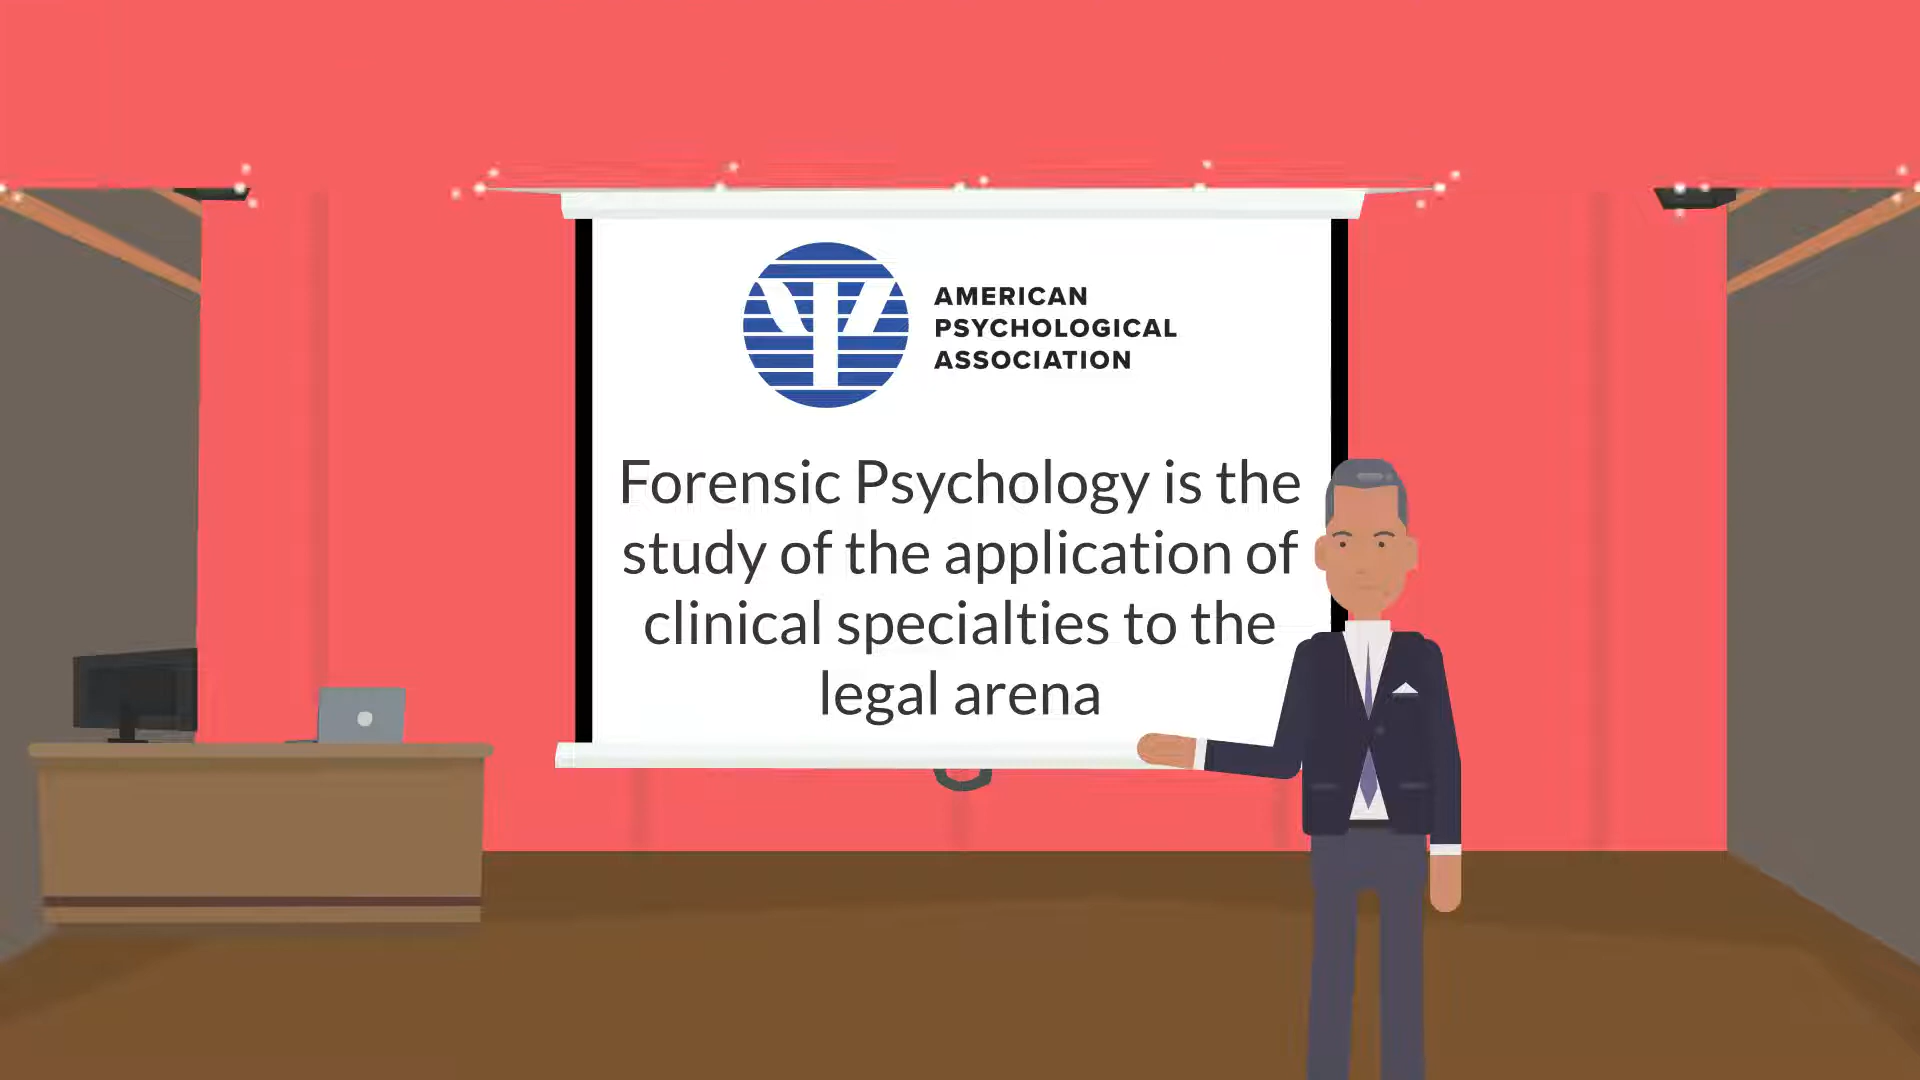 AMERICAN
PSYCHOLOGICAL
ASSOCIATION
Forensic Psychology is the
study of the application of
clinical specialties to the
legal arena